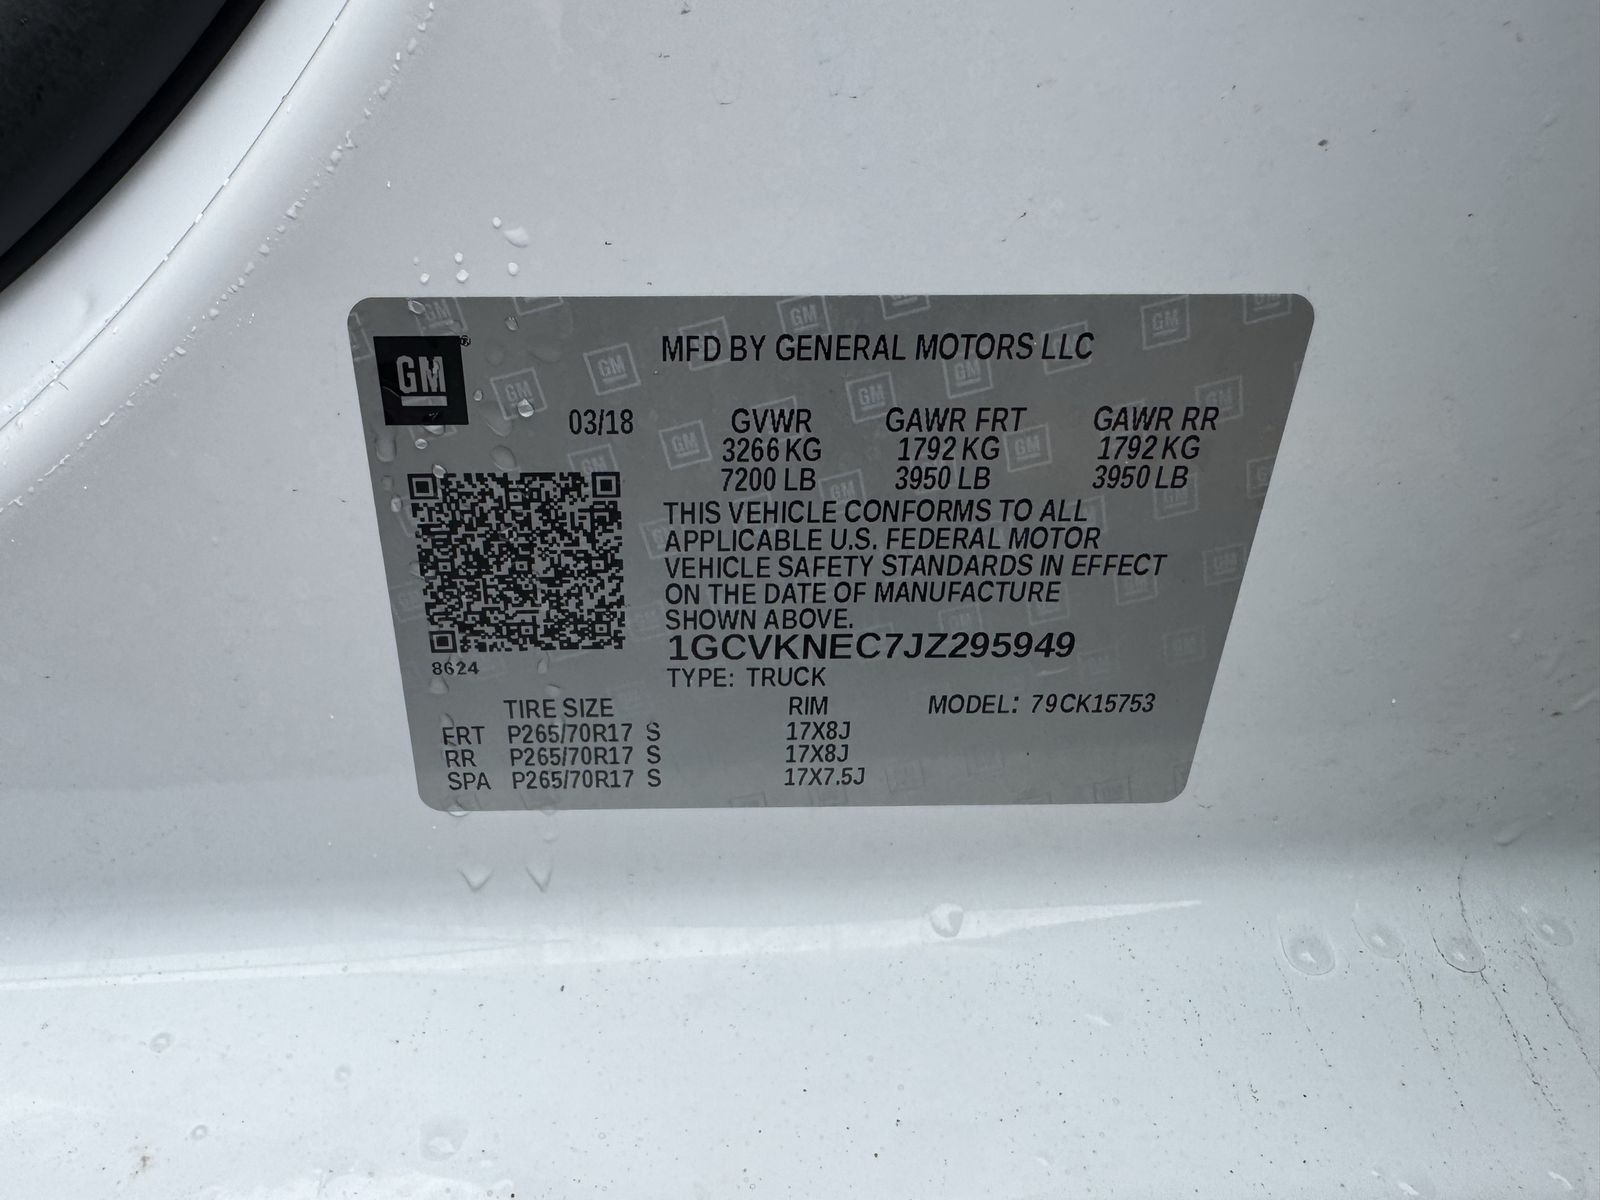 MFD BY GENERAL MOTORS LLC
GM ®
03/18 GVWR GAWR FRT GAWR RR
3266 KG 1792 KG 1792 KG
7200 LB 3950 LB 3950 LB
THIS VEHICLE CONFORMS TO ALL
APPLICABLE U.S. FEDERAL MOTOR
VEHICLE SAFETY STANDARDS IN EFFECT
ON THE DATE OF MANUFACTURE
SHOWN ABOVE.
1GCVKNEC7JZ295949
8624
TYPE: TRUCK
TIRE SIZE RIM MODEL: 79CK15753
FRT P265/70R17 S 17X8J
RR P265/70R17 S 17X8J
SPA P265/70R17 S 17X7.5J